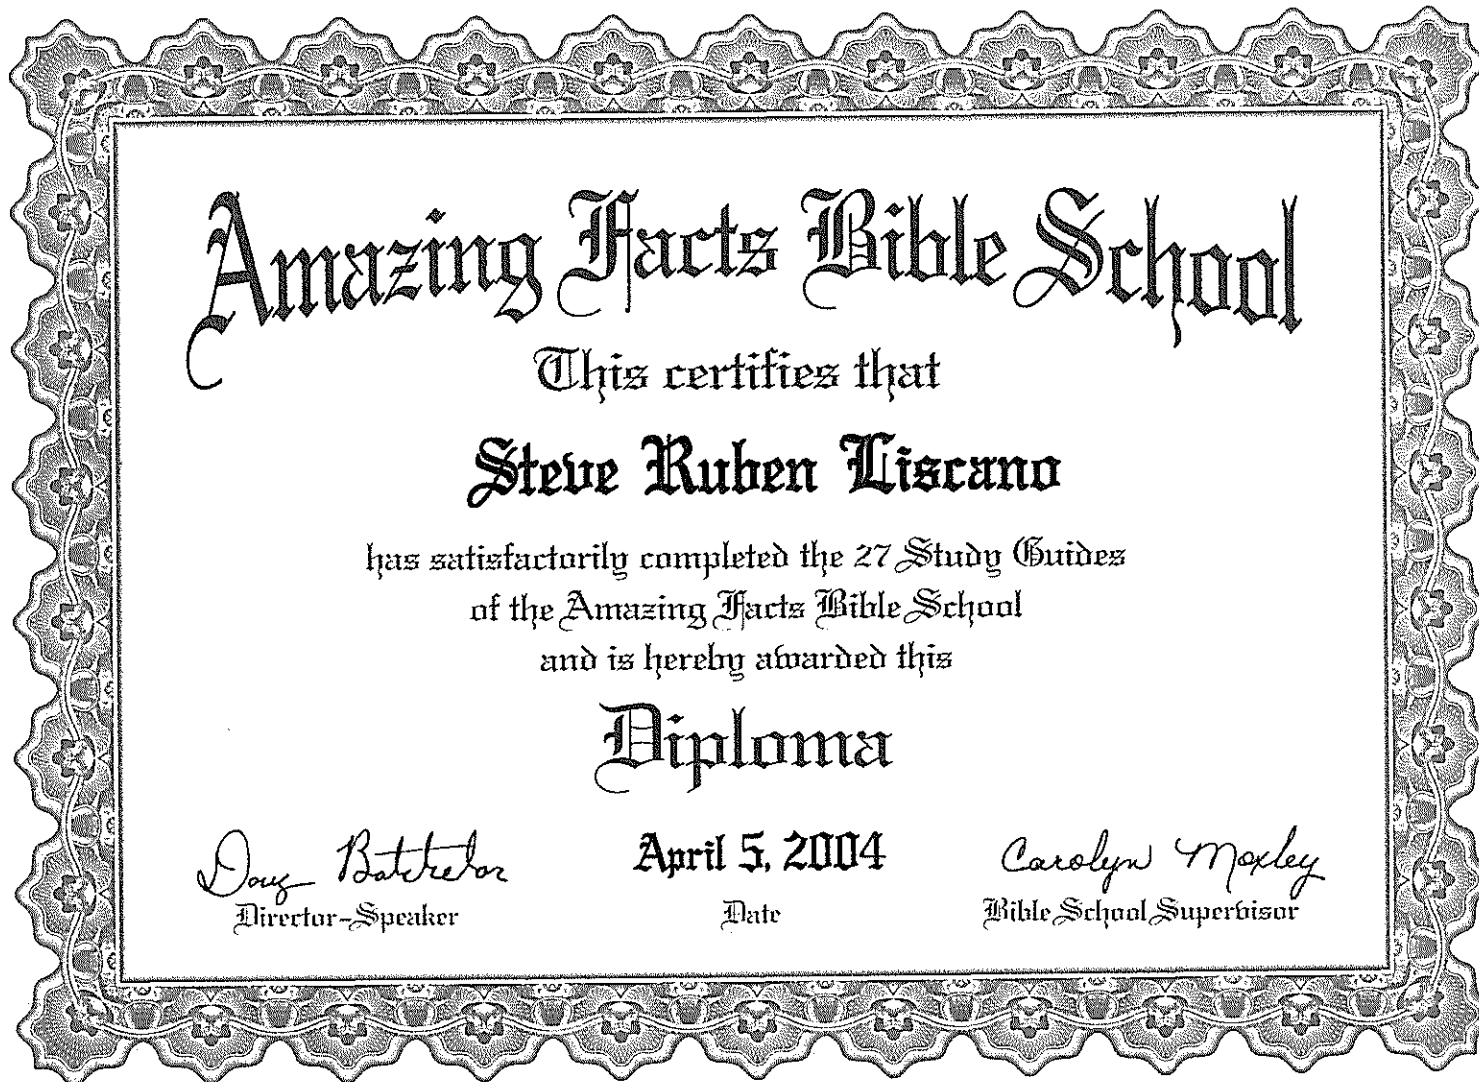 Amazing Facts Bible School
This certifies that
Steve Ruben Liscano
has satisfactorily completed the 27 Study Guides
of the Amazing Facts Bible School
and is hereby awarded this
Diploma
Doug Batchelor April 5, 2004 Carolyn Moxley
Director-Speaker Date Bible School Supervisor